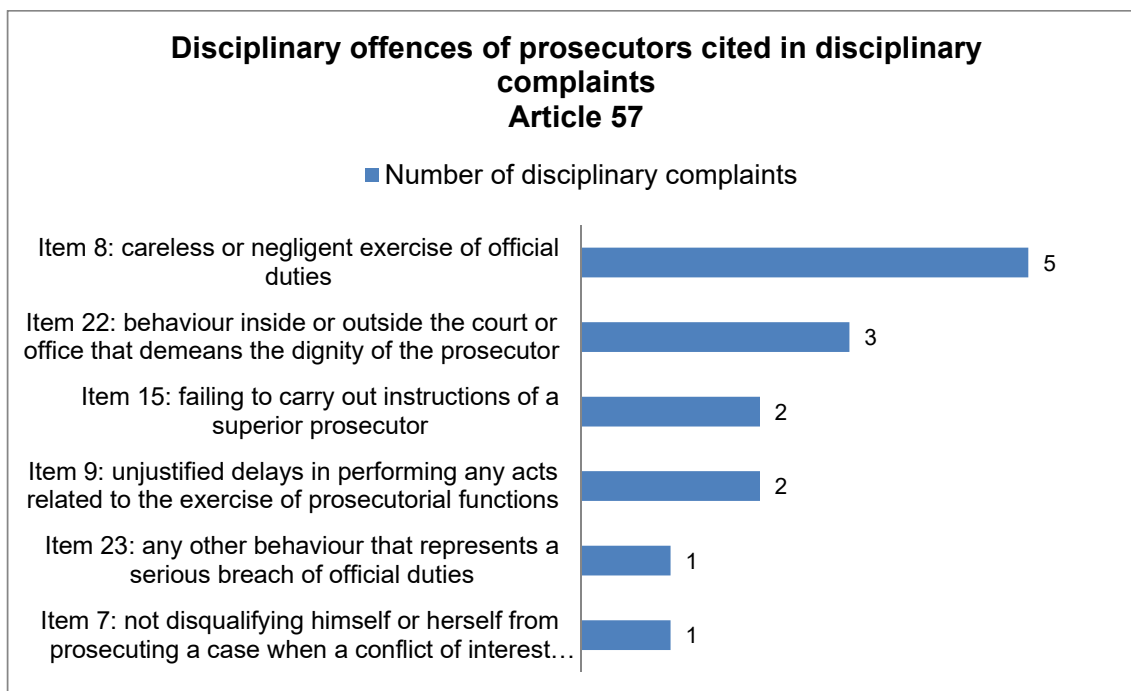 Disciplinary offences of prosecutors cited in disciplinary
complaints
Article 57
Number of disciplinary complaints
Item 8: careless or negligent exercise of official
duties
5
Item 22: behaviour inside or outside the court or
office that demeans the dignity of the prosecutor
3
Item 15: failing to carry out instructions of a
superior prosecutor
2
Item 9: unjustified delays in performing any acts
related to the exercise of prosecutorial functions
2
Item 23: any other behaviour that represents a
serious breach of official duties
1
Item 7: not disqualifying himself or herself from
prosecuting a case when a conflict of interest…
1